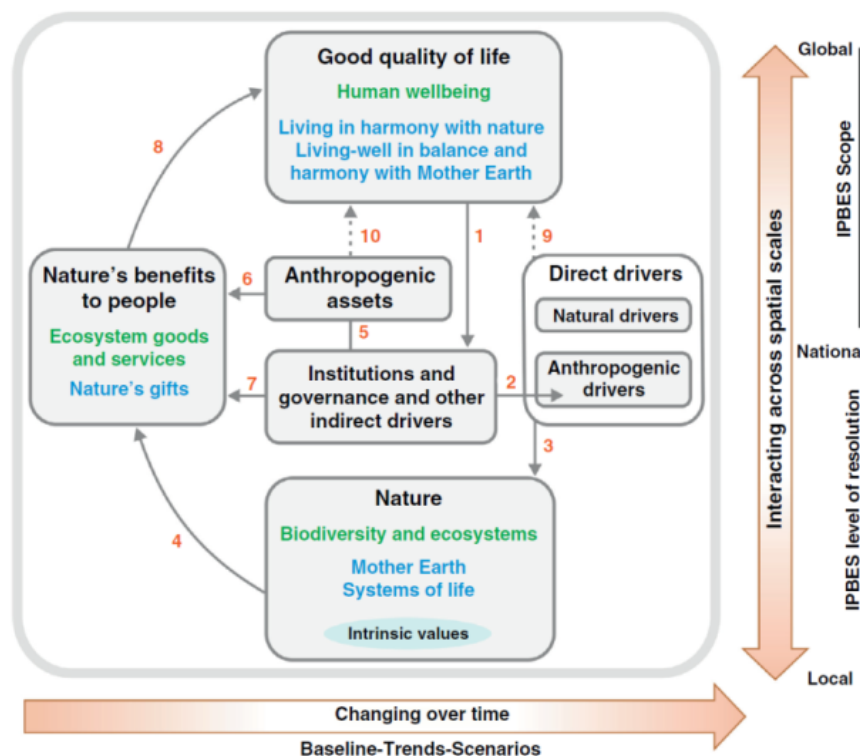 Good quality of life
Human wellbeing
Living in harmony with nature
Living-well in balance and
harmony with Mother Earth
8
10
1
9
Nature's benefits
to people
Ecosystem goods
and services
Nature's gifts
6
Anthropogenic
assets
5
7
Institutions and
governance and other
indirect drivers
2
Direct drivers
Natural drivers
Anthropogenic
drivers
3
4
Nature
Biodiversity and ecosystems
Mother Earth
Systems of life
Intrinsic values
Interacting across spatial scales
Global
IPBES Scope
National
IPBES level of resolution
Local
Changing over time
Baseline-Trends-Scenarios